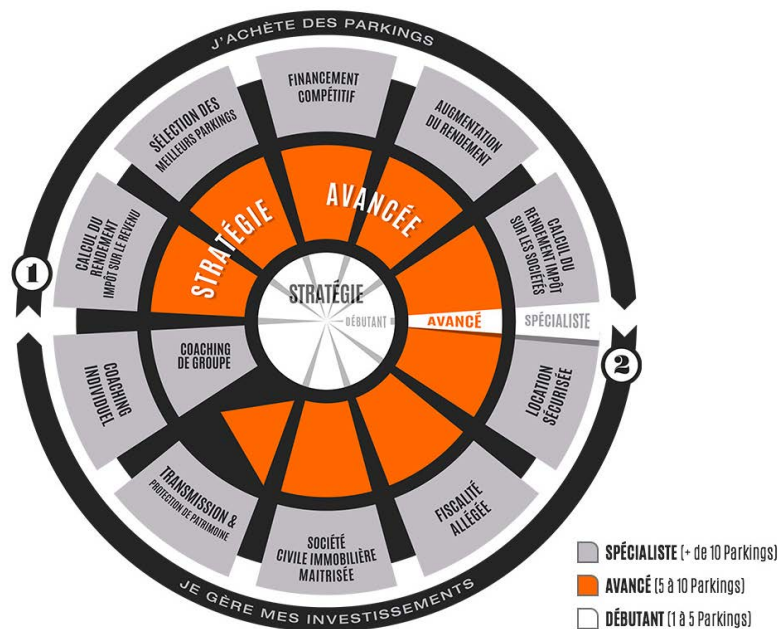 J'ACHÈTE DES PARKINGS
FINANCEMENT
COMPÉTITIF
SÉLECTION DES
MEILLEURS PARKINGS
AUGMENTATION
DU RENDEMENT
CALCUL DU
RENDEMENT
IMPÔT SUR LE REVENU
CALCUL DU
RENDEMENT IMPÔT
SUR LES SOCIÉTÉS
STRATÉGIE
AVANCÉE
1
STRATÉGIE
DÉBUTANT
AVANCÉ
SPÉCIALISTE
2
COACHING
DE GROUPE
COACHING
INDIVIDUEL
LOCATION
SÉCURISÉE
TRANSMISSION &
PROTECTION DE PATRIMOINE
SOCIÉTÉ
CIVILE IMMOBILIÈRE
MAITRISÉE
FISCALITÉ
ALLÉGÉE
JE GÈRE MES INVESTISSEMENTS
SPÉCIALISTE (+ de 10 Parkings)
AVANCÉ (5 à 10 Parkings)
DÉBUTANT (1 à 5 Parkings)